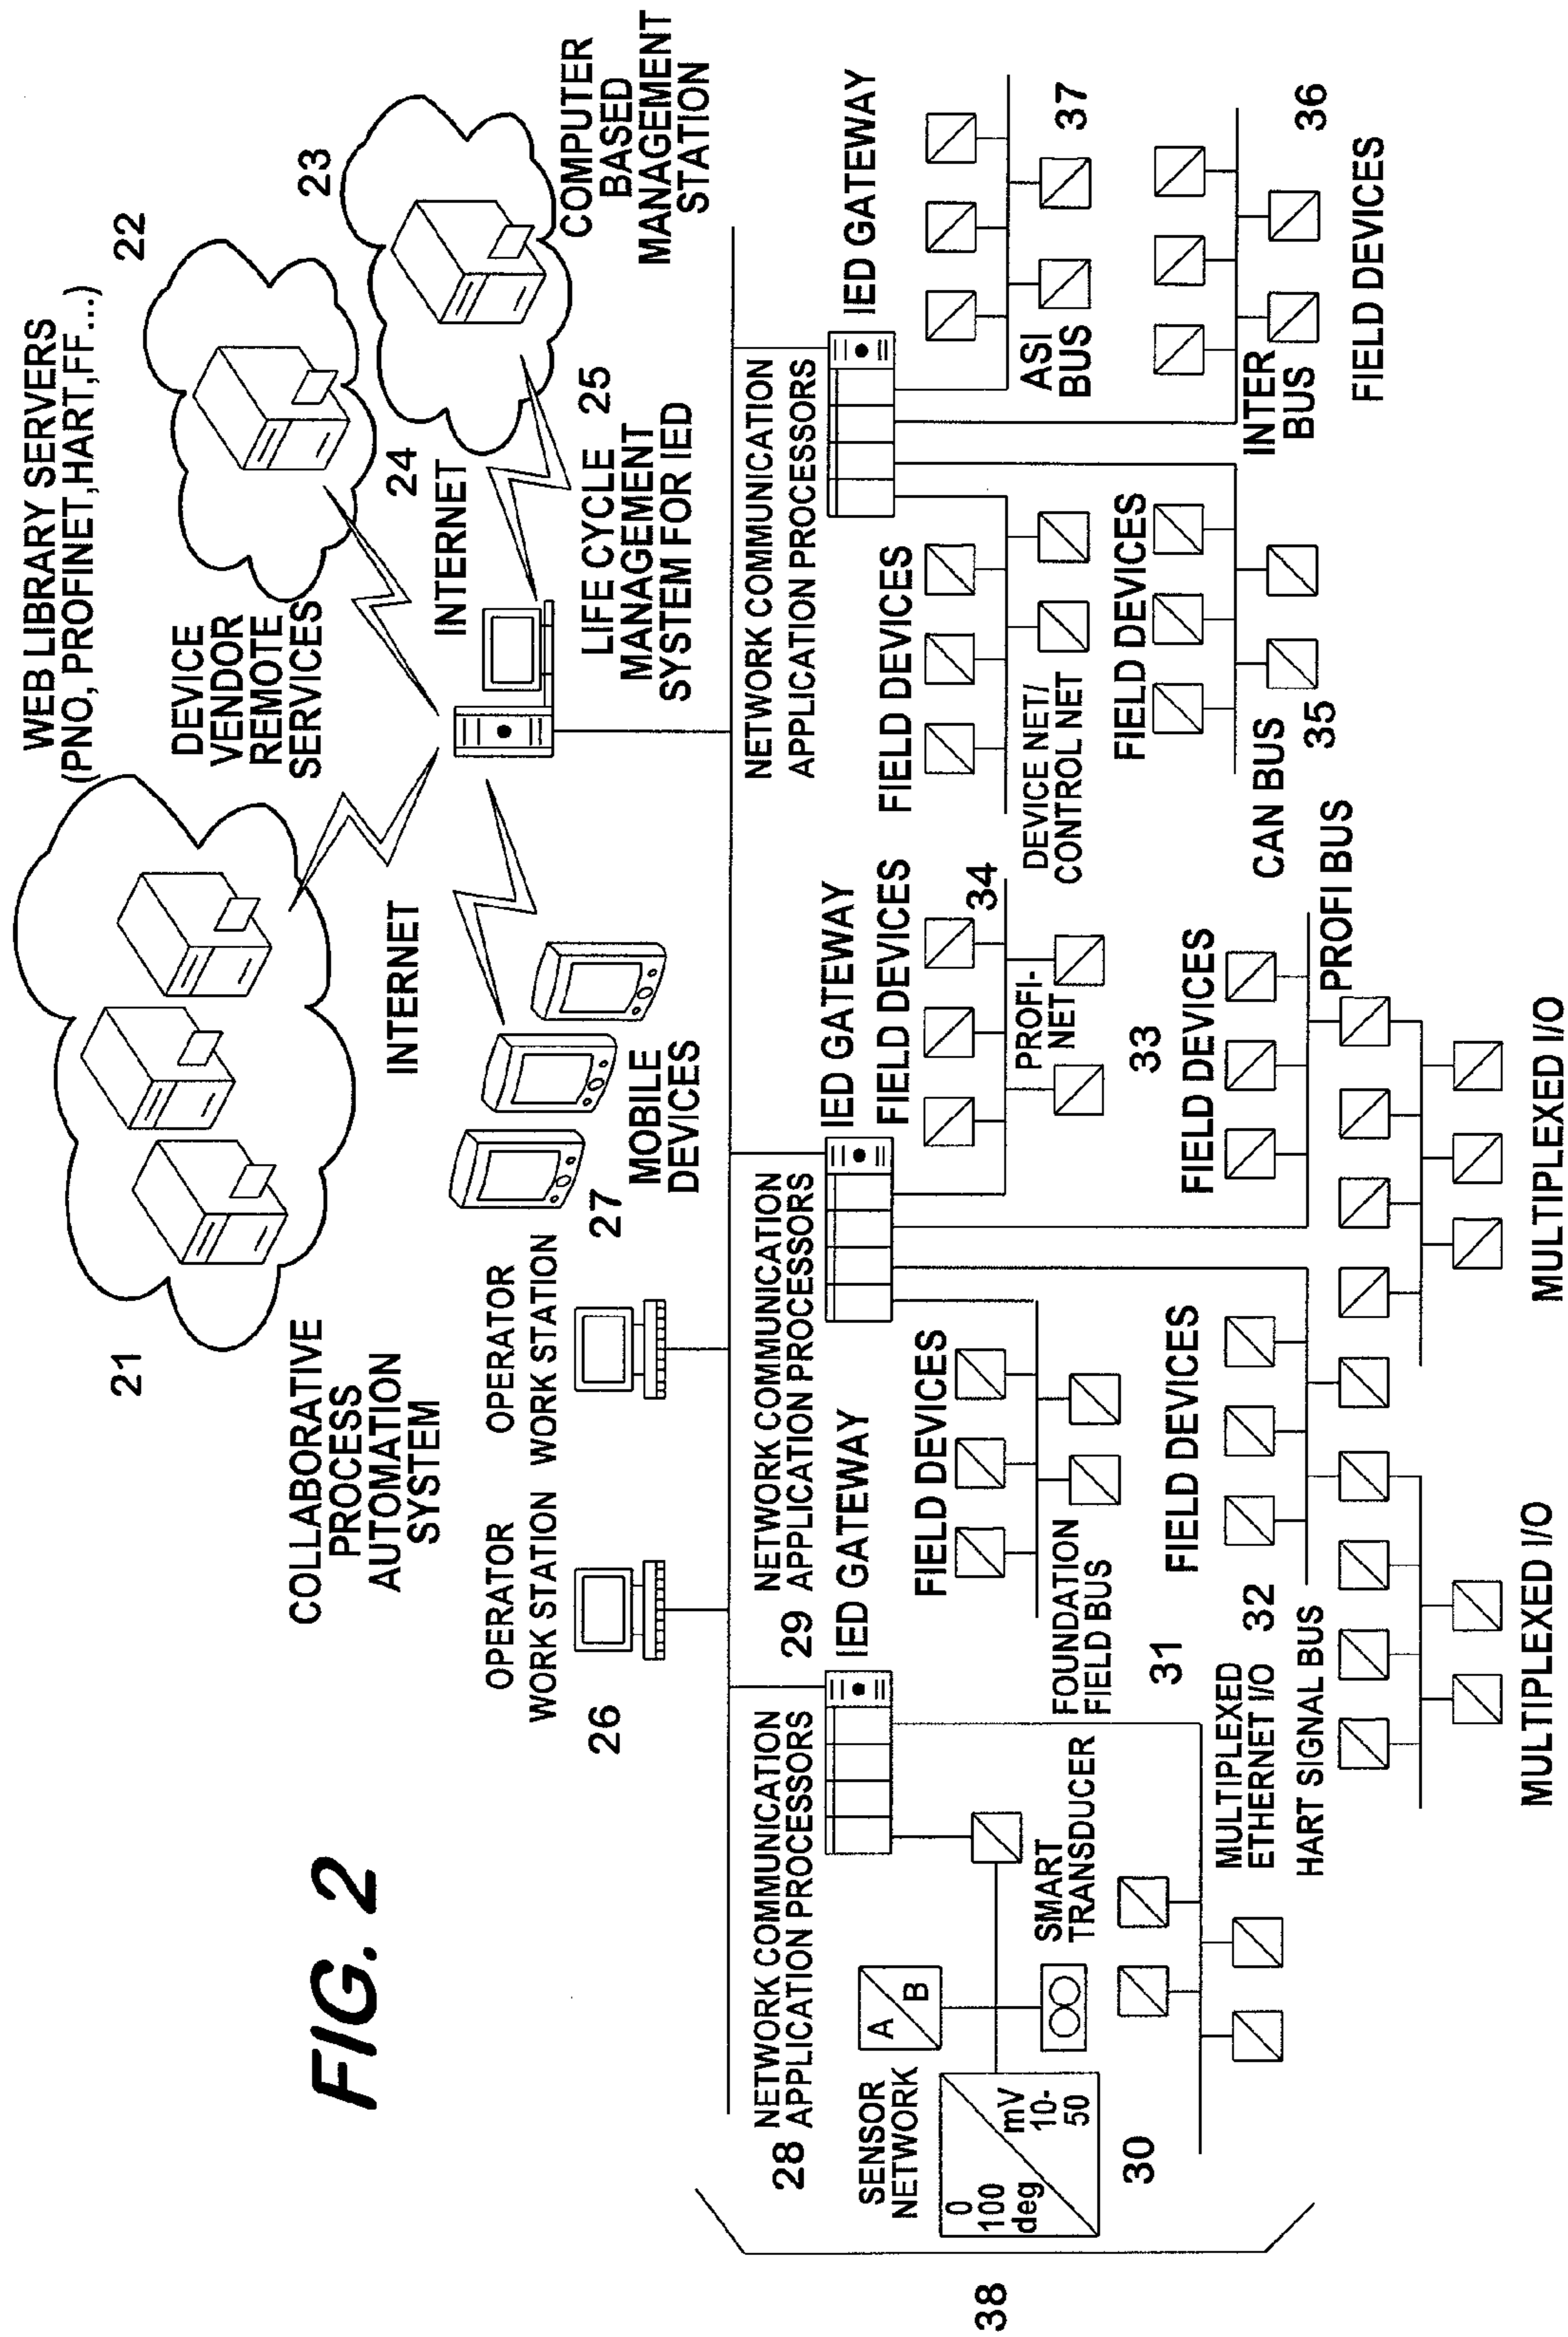 FIG. 2
WEB LIBRARY SERVERS
(PNO, PROFINET,HART,FF...)
22
23
21
DEVICE
VENDOR
REMOTE
SERVICES
COMPUTER
BASED
MANAGEMENT
STATION
COLLABORATIVE
PROCESS
AUTOMATION
SYSTEM
INTERNET
24
INTERNET
25
LIFE CYCLE
MANAGEMENT
SYSTEM FOR IED
OPERATOR
WORK STATION
26
OPERATOR
WORK STATION
27
MOBILE
DEVICES
28
NETWORK COMMUNICATION
APPLICATION PROCESSORS
29
NETWORK COMMUNICATION
APPLICATION PROCESSORS
NETWORK COMMUNICATION
APPLICATION PROCESSORS
IED GATEWAY
IED GATEWAY
IED GATEWAY
SENSOR
NETWORK
A
B
0
100
deg
mV
10-
50
SMART
TRANSDUCER
30
38
FIELD DEVICES
FOUNDATION
FIELD BUS
31
MULTIPLEXED
ETHERNET I/O
32
HART SIGNAL BUS
FIELD DEVICES
MULTIPLEXED I/O
FIELD DEVICES
34
PROFI-
NET
33
FIELD DEVICES
PROFI BUS
MULTIPLEXED I/O
FIELD DEVICES
DEVICE NET/
CONTROL NET
FIELD DEVICES
CAN BUS
35
ASI
BUS
37
INTER
BUS
36
FIELD DEVICES